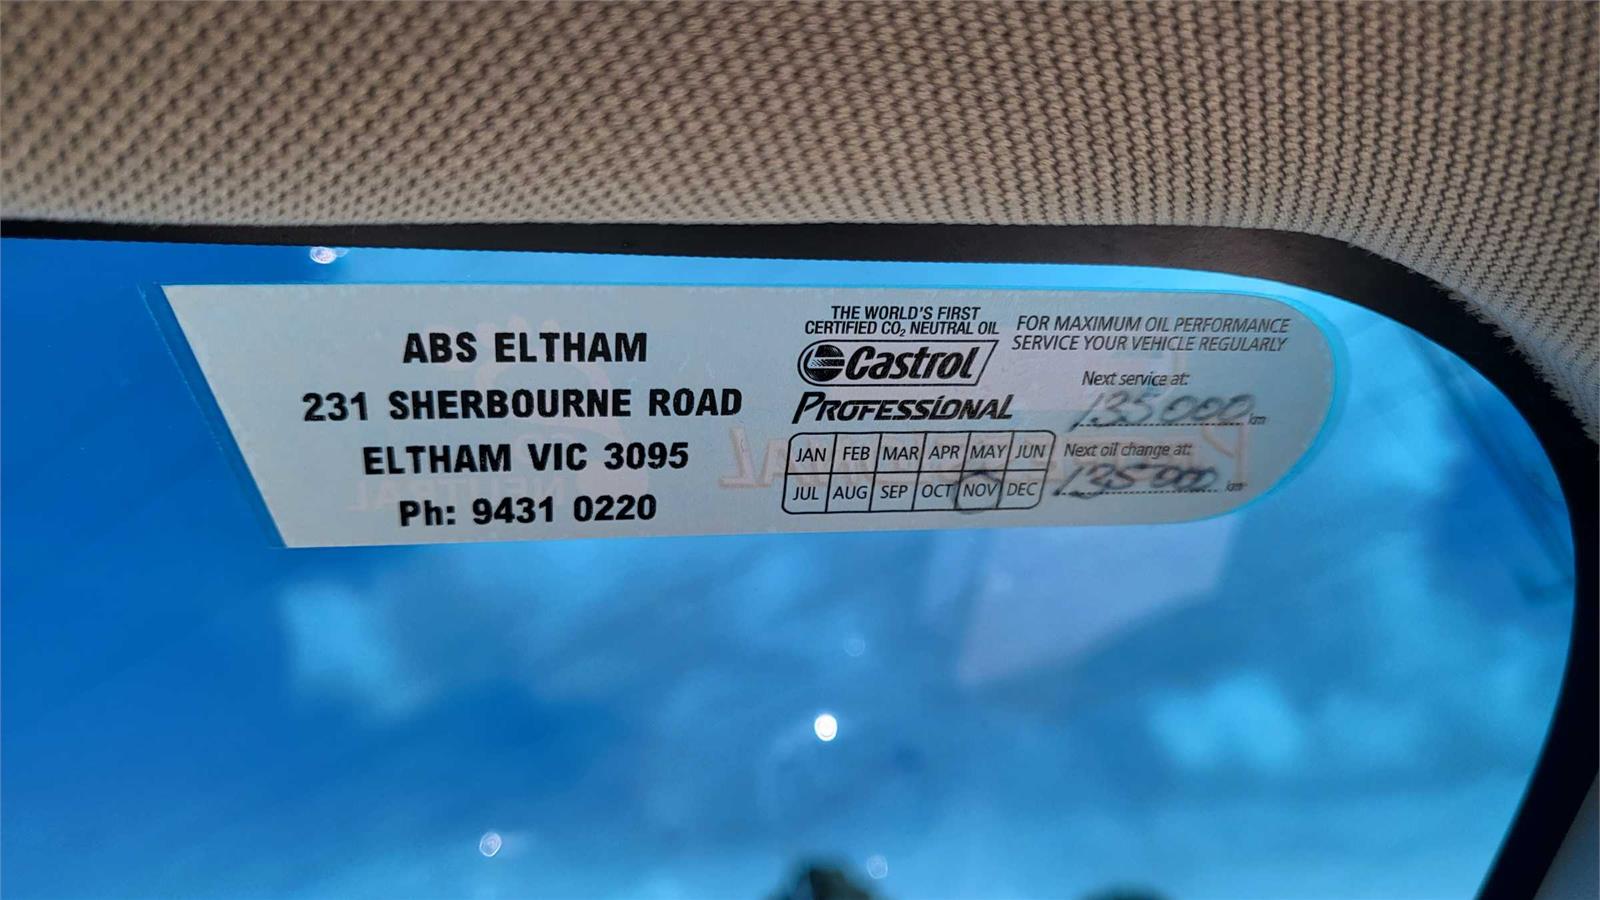 ABS ELTHAM
231 SHERBOURNE ROAD
ELTHAM VIC 3095
Ph: 9431 0220
THE WORLD'S FIRST
CERTIFIED CO₂ NEUTRAL OIL
Castrol
PROFESSIONAL
JAN FEB MAR APR MAY JUN
JUL AUG SEP OCT NOV DEC
FOR MAXIMUM OIL PERFORMANCE
SERVICE YOUR VEHICLE REGULARLY
Next service at:
135000 km
Next oil change at:
135000 km